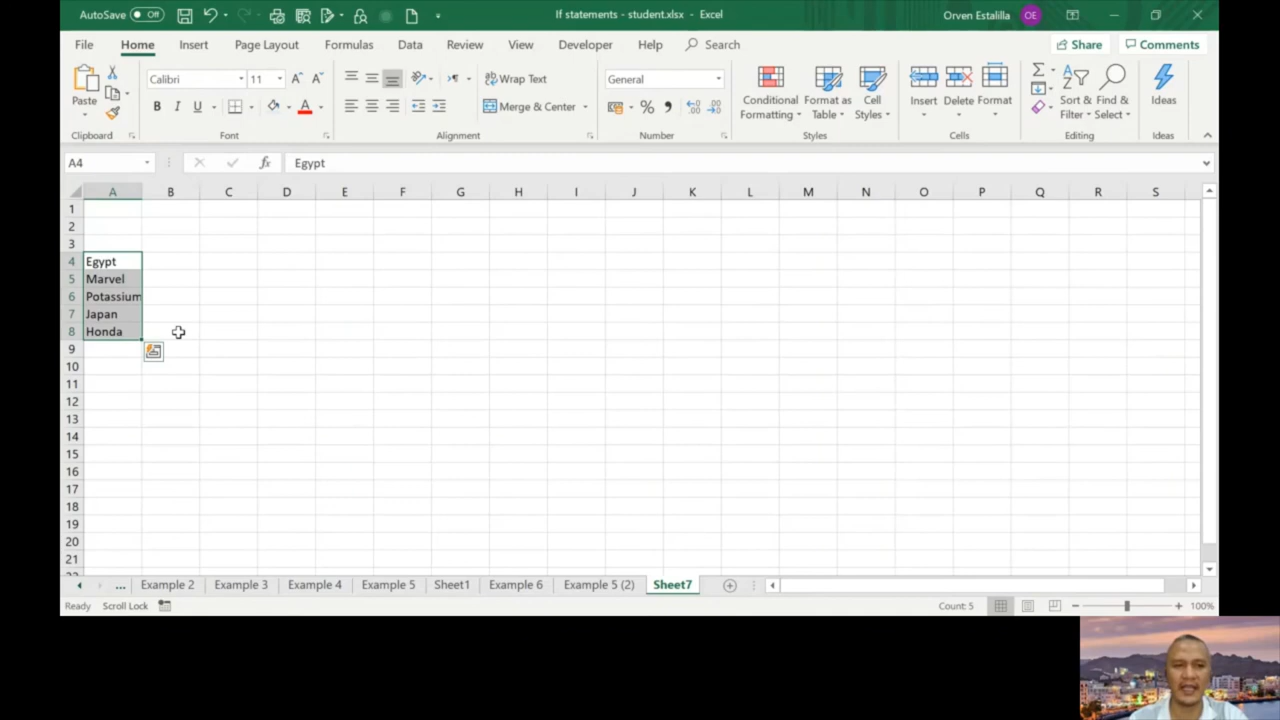 AutoSave Off If statements - student.xlsx - Excel Orven Estalilla OE
File Home Insert Page Layout Formulas Data Review View Developer Help Search Share Comments
Paste Calibri 11 Wrap Text General Conditional Formatting Format as Table Cell Styles Insert Delete Format Sort & Filter Find & Select Ideas
B I U Merge & Center
Clipboard Font Alignment Number Styles Cells Editing Ideas
A4 fx Egypt
A B C D E F G H I J K L M N O P Q R S
1
2
3
4 Egypt
5 Marvel
6 Potassium
7 Japan
8 Honda
9
10
11
12
13
14
15
16
17
18
19
20
21
... Example 2 Example 3 Example 4 Example 5 Sheet1 Example 6 Example 5 (2) Sheet7
Ready Scroll Lock Count: 5 100%